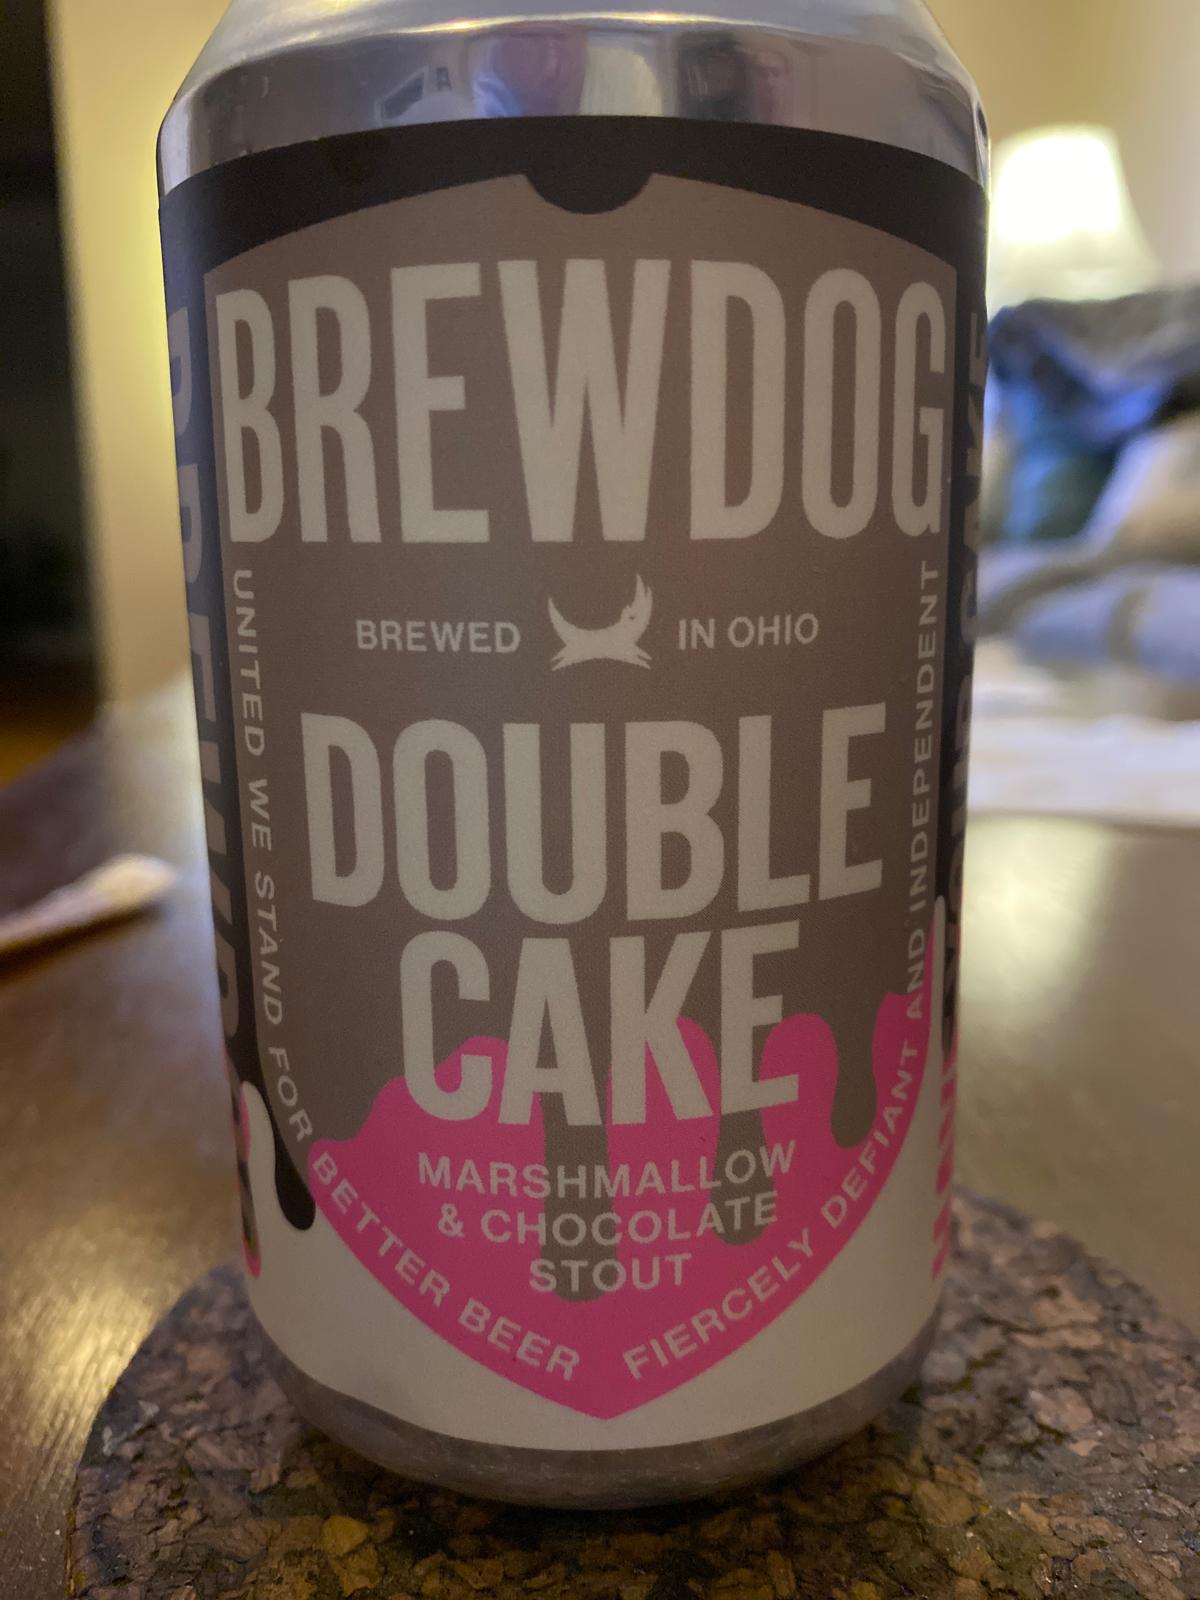 BREWDOG
BREWED IN OHIO
DOUBLE
CAKE
MARSHMALLOW
& CHOCOLATE
STOUT
UNITED WE STAND FOR BETTER BEER
FIERCELY DEFIANT AND INDEPENDENT
BREWDOG